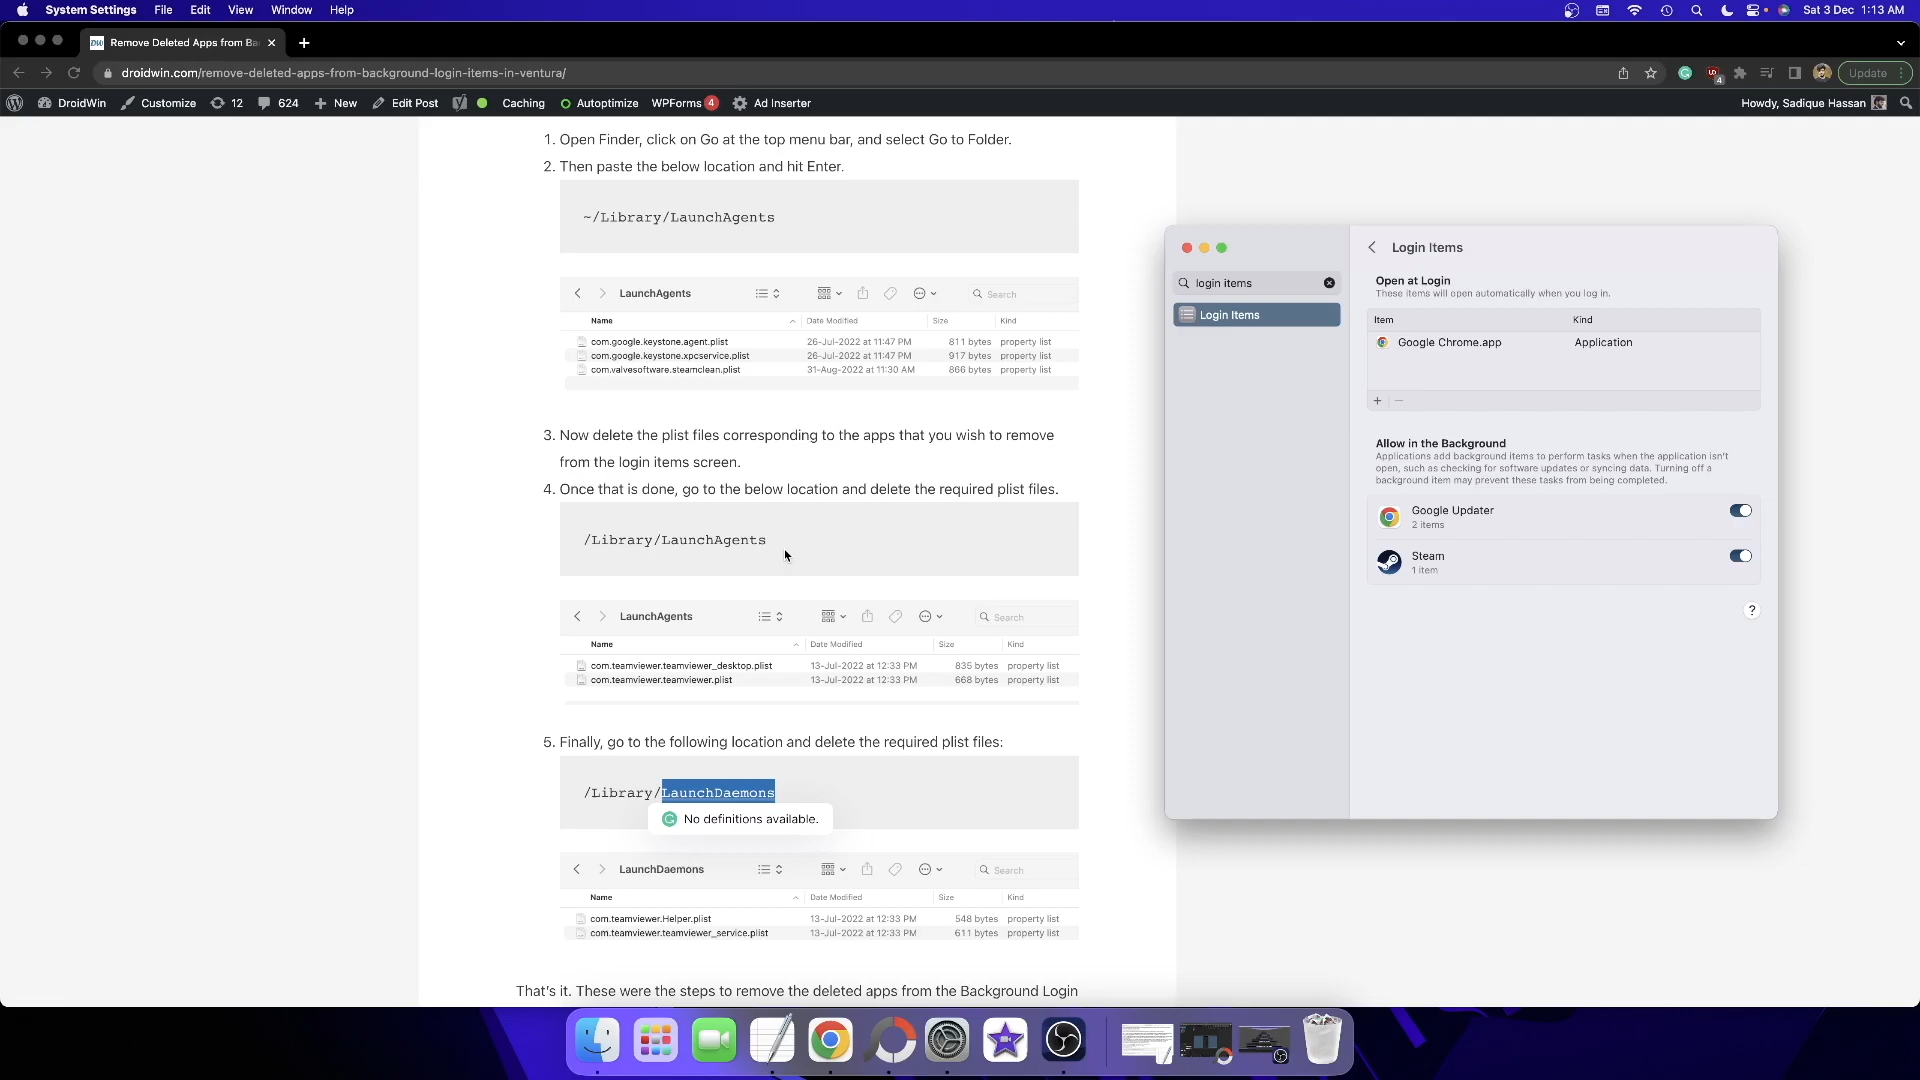 System Settings File Edit View Window Help Sat 3 Dec 1:13 AM
Remove Deleted Apps from Ba
droidwin.com/remove-deleted-apps-from-background-login-items-in-ventura/ 4 Update
DroidWin Customize 12 624 New Edit Post Caching Autoptimize WPForms 4 Ad Inserter Howdy, Sadique Hassan
1. Open Finder, click on Go at the top menu bar, and select Go to Folder.
2. Then paste the below location and hit Enter.
~/Library/LaunchAgents
LaunchAgents Search
Name Date Modified Size Kind
com.google.keystone.agent.plist 26-Jul-2022 at 11:47 PM 811 bytes property list
com.google.keystone.xpcservice.plist 26-Jul-2022 at 11:47 PM 917 bytes property list
com.valvesoftware.steamclean.plist 31-Aug-2022 at 11:30 AM 866 bytes property list
3. Now delete the plist files corresponding to the apps that you wish to remove
from the login items screen.
4. Once that is done, go to the below location and delete the required plist files.
/Library/LaunchAgents
LaunchAgents Search
Name Date Modified Size Kind
com.teamviewer.teamviewer_desktop.plist 13-Jul-2022 at 12:33 PM 835 bytes property list
com.teamviewer.teamviewer.plist 13-Jul-2022 at 12:33 PM 668 bytes property list
5. Finally, go to the following location and delete the required plist files:
/Library/LaunchDaemons
No definitions available.
LaunchDaemons Search
Name Date Modified Size Kind
com.teamviewer.Helper.plist 13-Jul-2022 at 12:33 PM 548 bytes property list
com.teamviewer.teamviewer_service.plist 13-Jul-2022 at 12:33 PM 611 bytes property list
That's it. These were the steps to remove the deleted apps from the Background Login
login items
Login Items
Login Items
Open at Login
These items will open automatically when you log in.
Item Kind
Google Chrome.app Application
+ −
Allow in the Background
Applications add background items to perform tasks when the application isn't
open, such as checking for software updates or syncing data. Turning off a
background item may prevent these tasks from being completed.
Google Updater
2 items
Steam
1 item
?